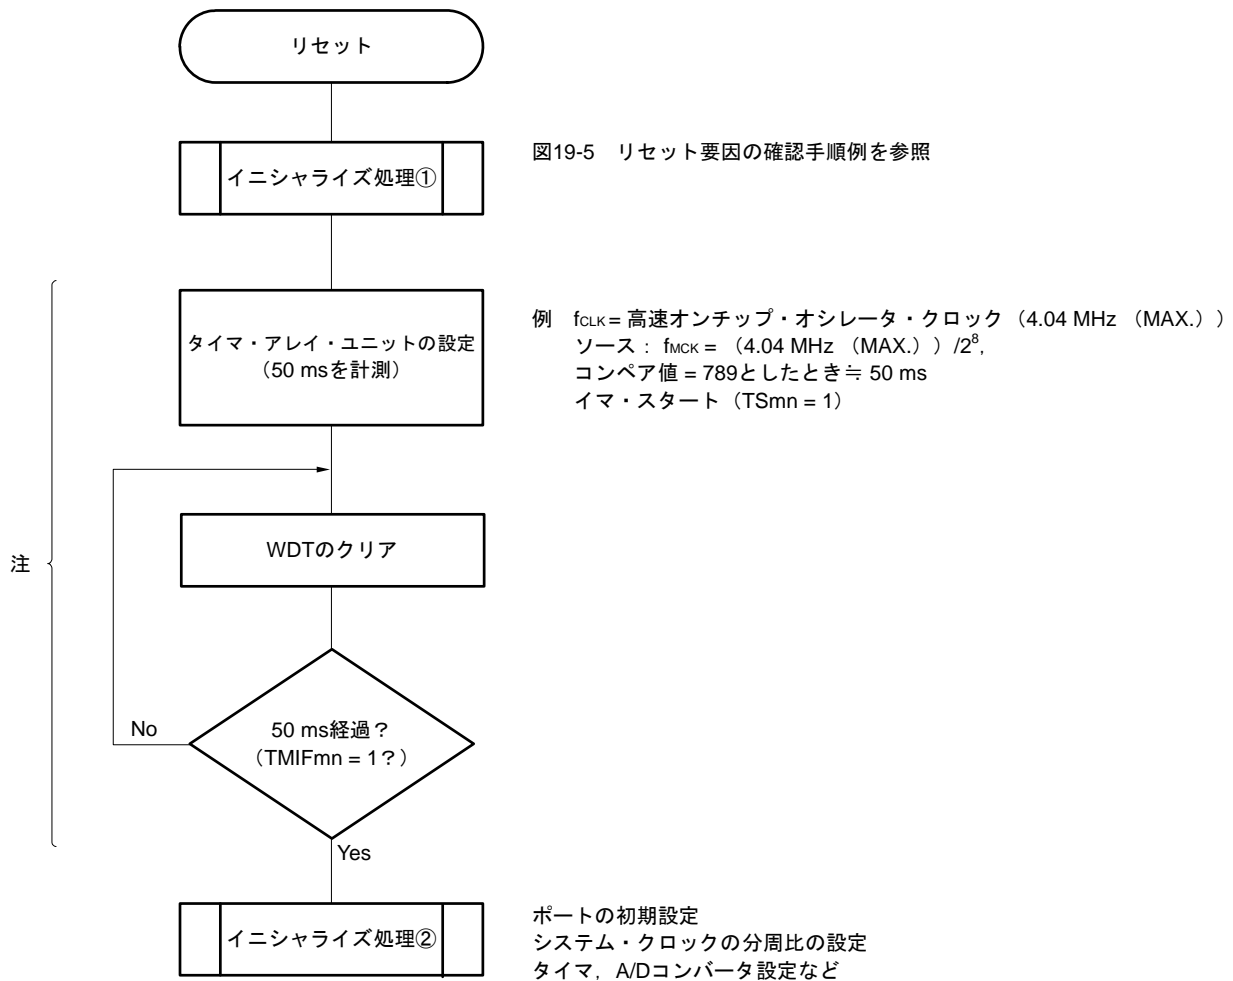 リセット
イニシャライズ処理①
図19-5　リセット要因の確認手順例を参照
タイマ・アレイ・ユニットの設定
（50 msを計測）
例　fCLK = 高速オンチップ・オシレータ・クロック（4.04 MHz （MAX.））
ソース： fMCK = （4.04 MHz （MAX.））/2⁸,
コンペア値 = 789としたとき≒ 50 ms
イマ・スタート（TSmn = 1）
注
WDTのクリア
50 ms経過？
（TMIFmn = 1？）
No
Yes
イニシャライズ処理②
ポートの初期設定
システム・クロックの分周比の設定
タイマ，A/Dコンバータ設定など